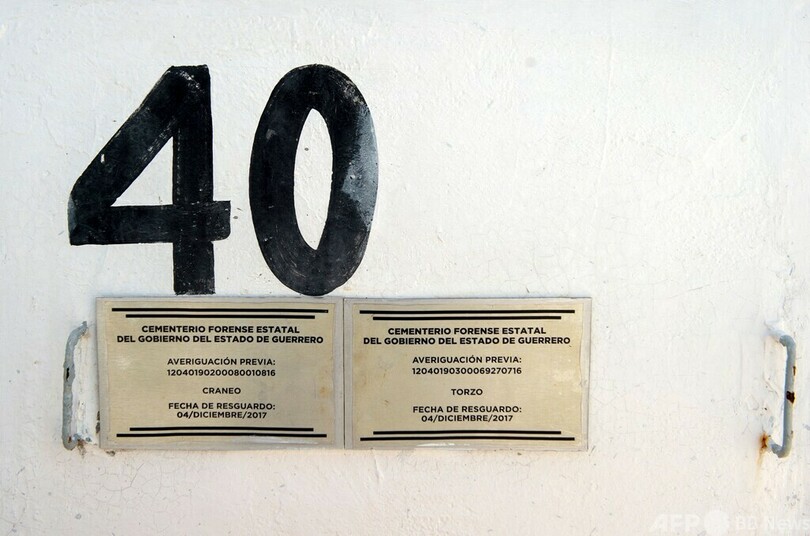 40
CEMENTERIO FORENSE ESTATAL
DEL GOBIERNO DEL ESTADO DE GUERRERO
AVERIGUACIÓN PREVIA:
12040190200080010816
CRANEO
FECHA DE RESGUARDO:
04/DICIEMBRE/2017
CEMENTERIO FORENSE ESTATAL
DEL GOBIERNO DEL ESTADO DE GUERRERO
AVERIGUACIÓN PREVIA:
12040190300069270716
TORZO
FECHA DE RESGUARDO:
04/DICIEMBRE/2017
AFP BB News